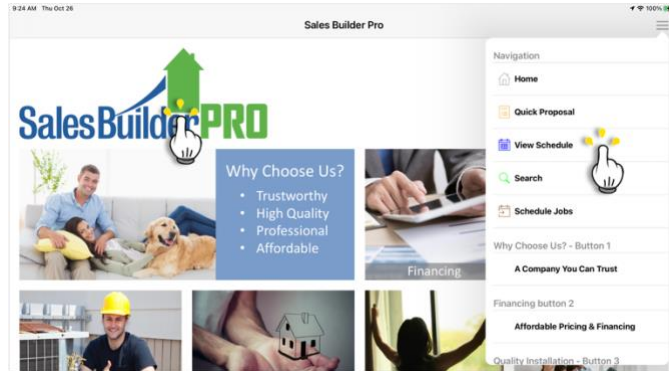 9:24 AM Thu Oct 26
100%
Sales Builder Pro
SalesBuilderPRO
Why Choose Us?
• Trustworthy
• High Quality
• Professional
• Affordable
Financing
Navigation
Home
Quick Proposal
View Schedule
Search
Schedule Jobs
Why Choose Us? - Button 1
A Company You Can Trust
Financing button 2
Affordable Pricing & Financing
Quality Installation - Button 3